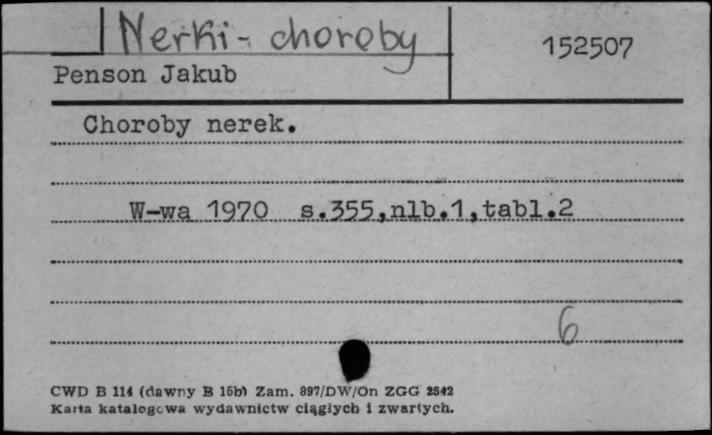 Nerki - choroby
152507
Penson Jakub
Choroby nerek.
W-wa 1970 s.355,nlb.1,tabl.2
6
CWD B 114 (dawny B 15b) Zam. 897/DW/On ZGG 2542
Karta katalogowa wydawnictw ciągłych i zwartych.